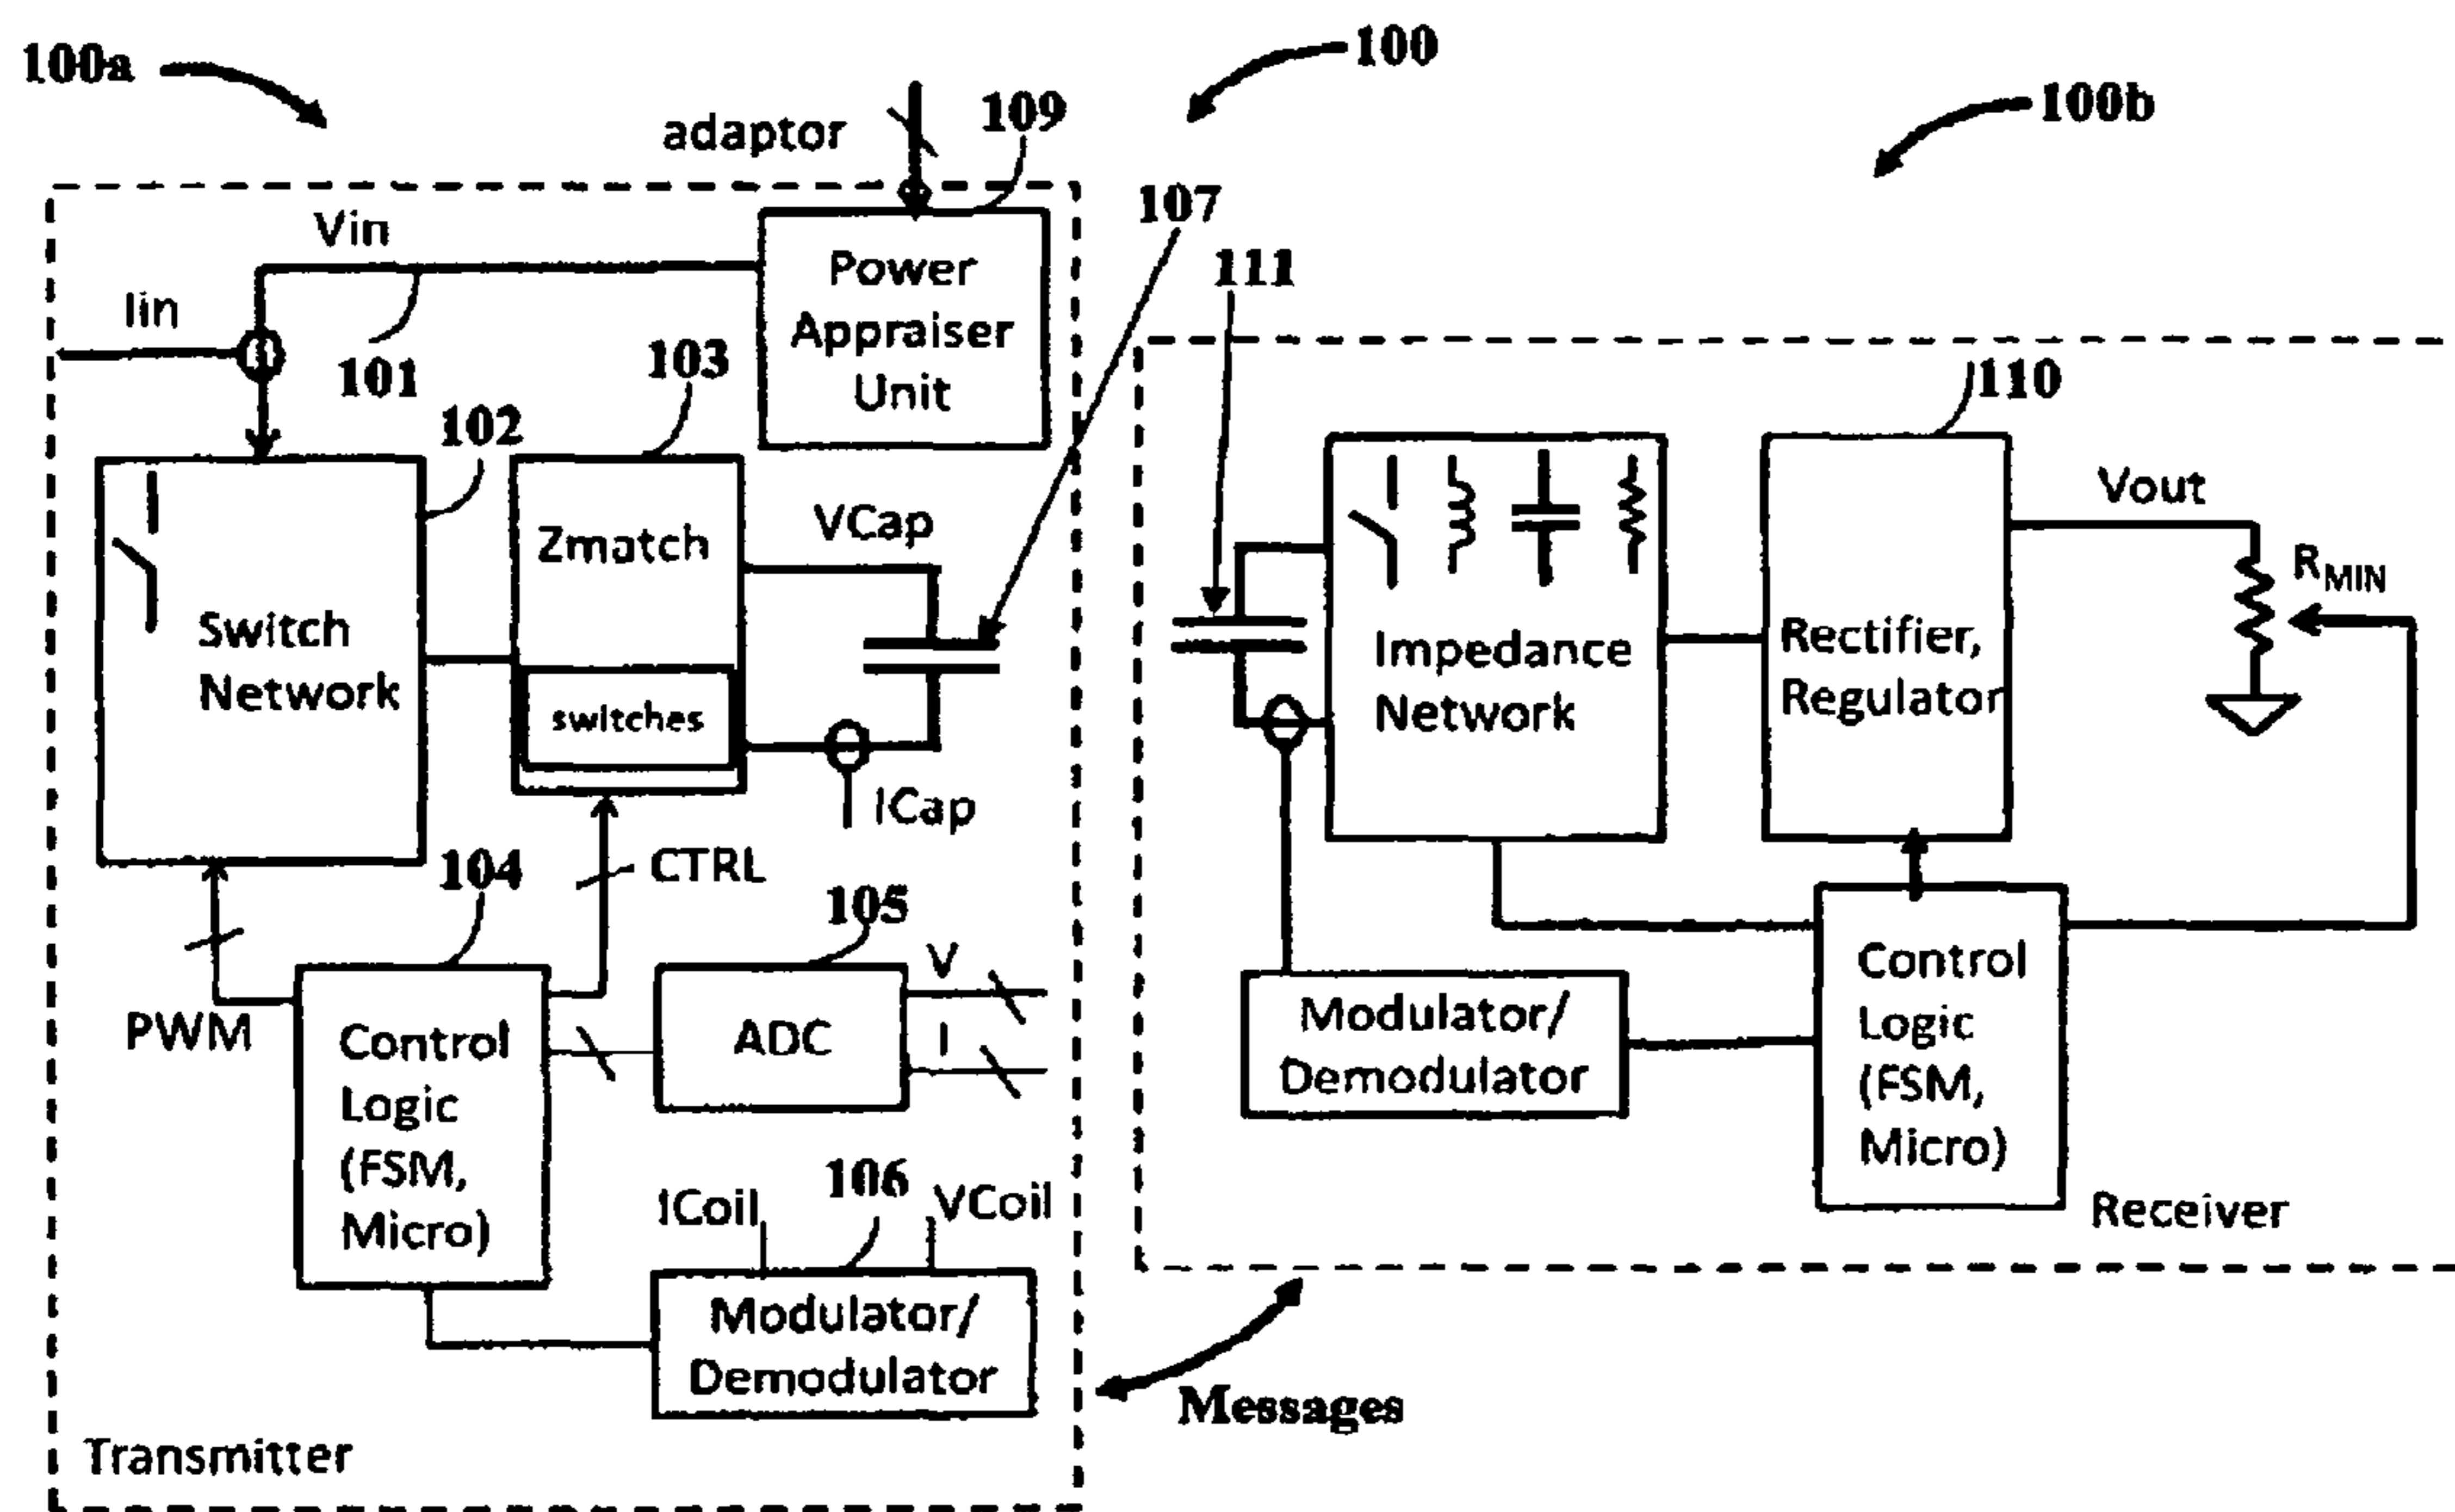 100a
100
100b
adaptor
109
107
111
Vin
Iin
101
Power
Appraiser
Unit
103
102
110
Zmatch
VCap
Switch
Network
switches
ICap
Impedance
Network
Rectifier,
Regulator
Vout
RMIN
104
CTRL
105
PWM
Control
Logic
(FSM,
Micro)
ADC
V
I
ICoil
106
VCoil
Modulator/
Demodulator
Transmitter
Modulator/
Demodulator
Control
Logic
(FSM,
Micro)
Receiver
Messages